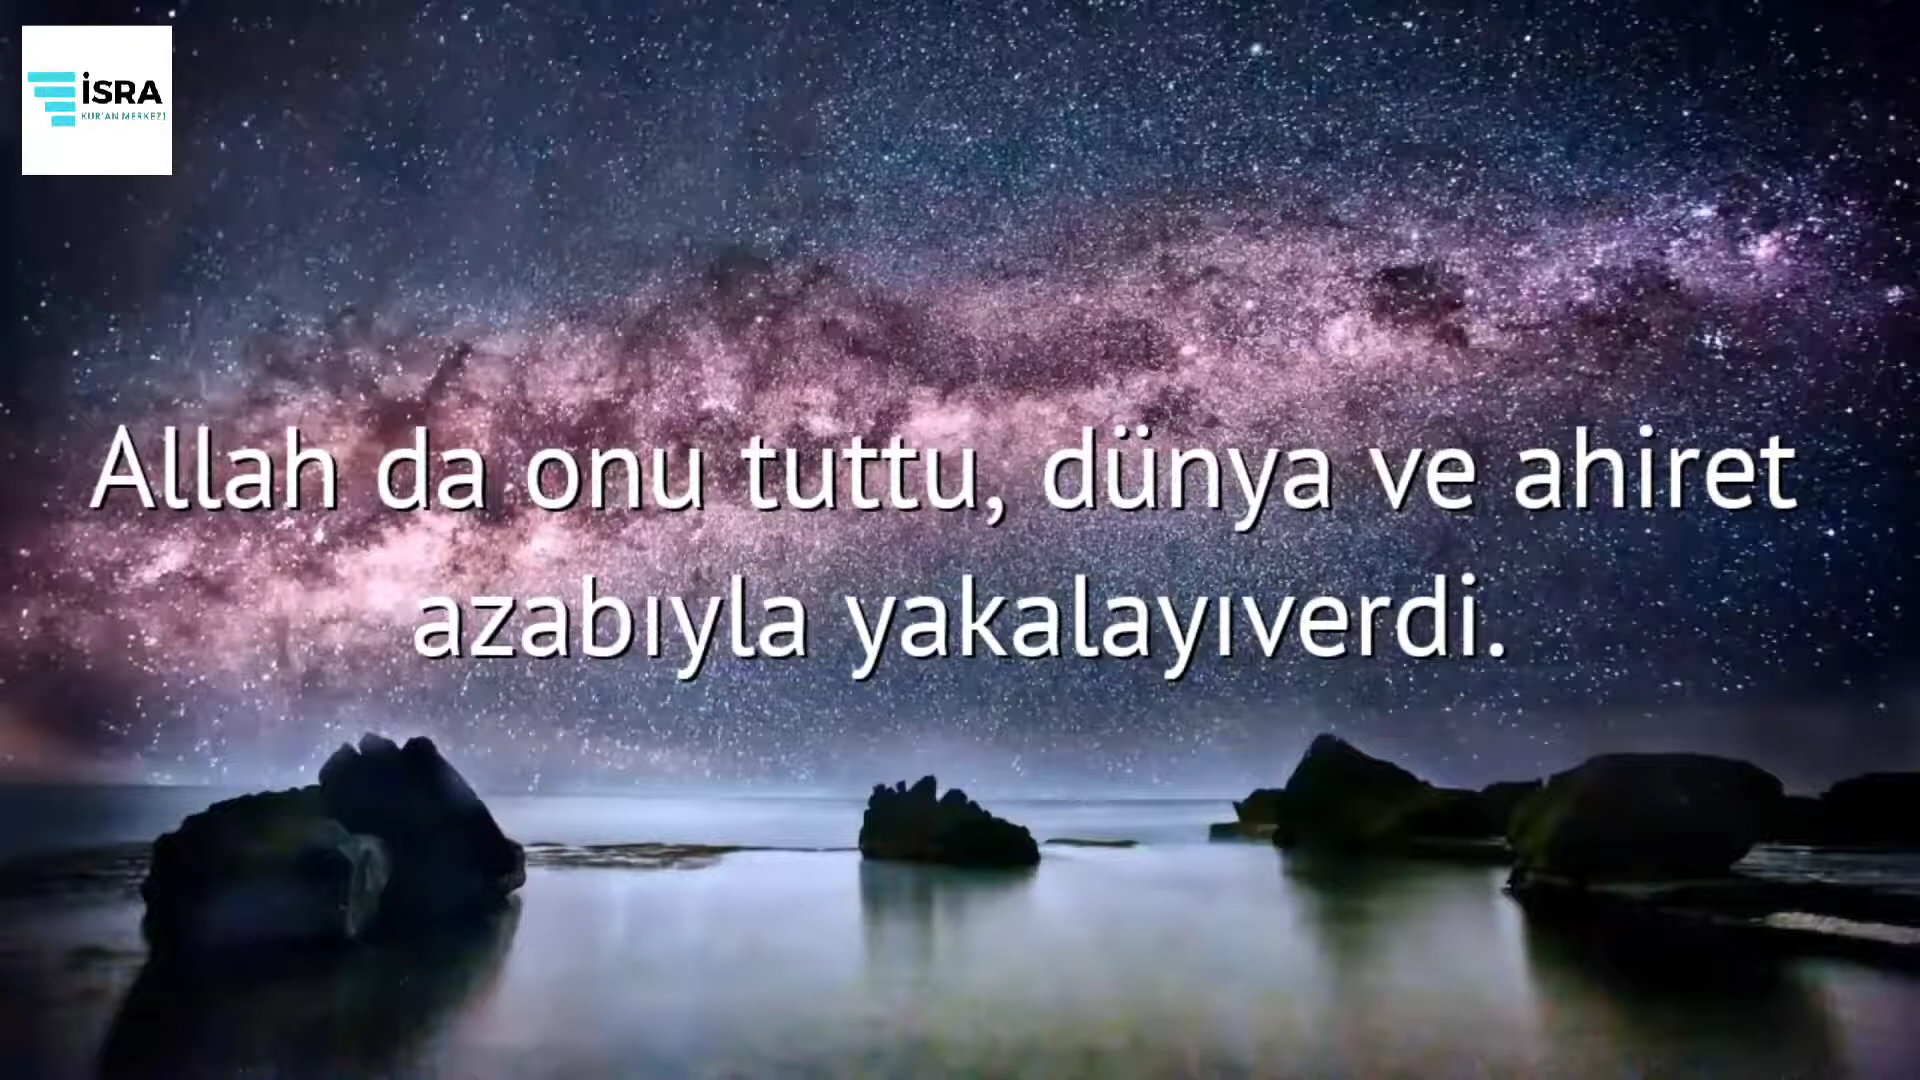 İSRA
KUR'AN MERKEZİ
Allah da onu tuttu, dünya ve ahiret
azabıyla yakalayıverdi.